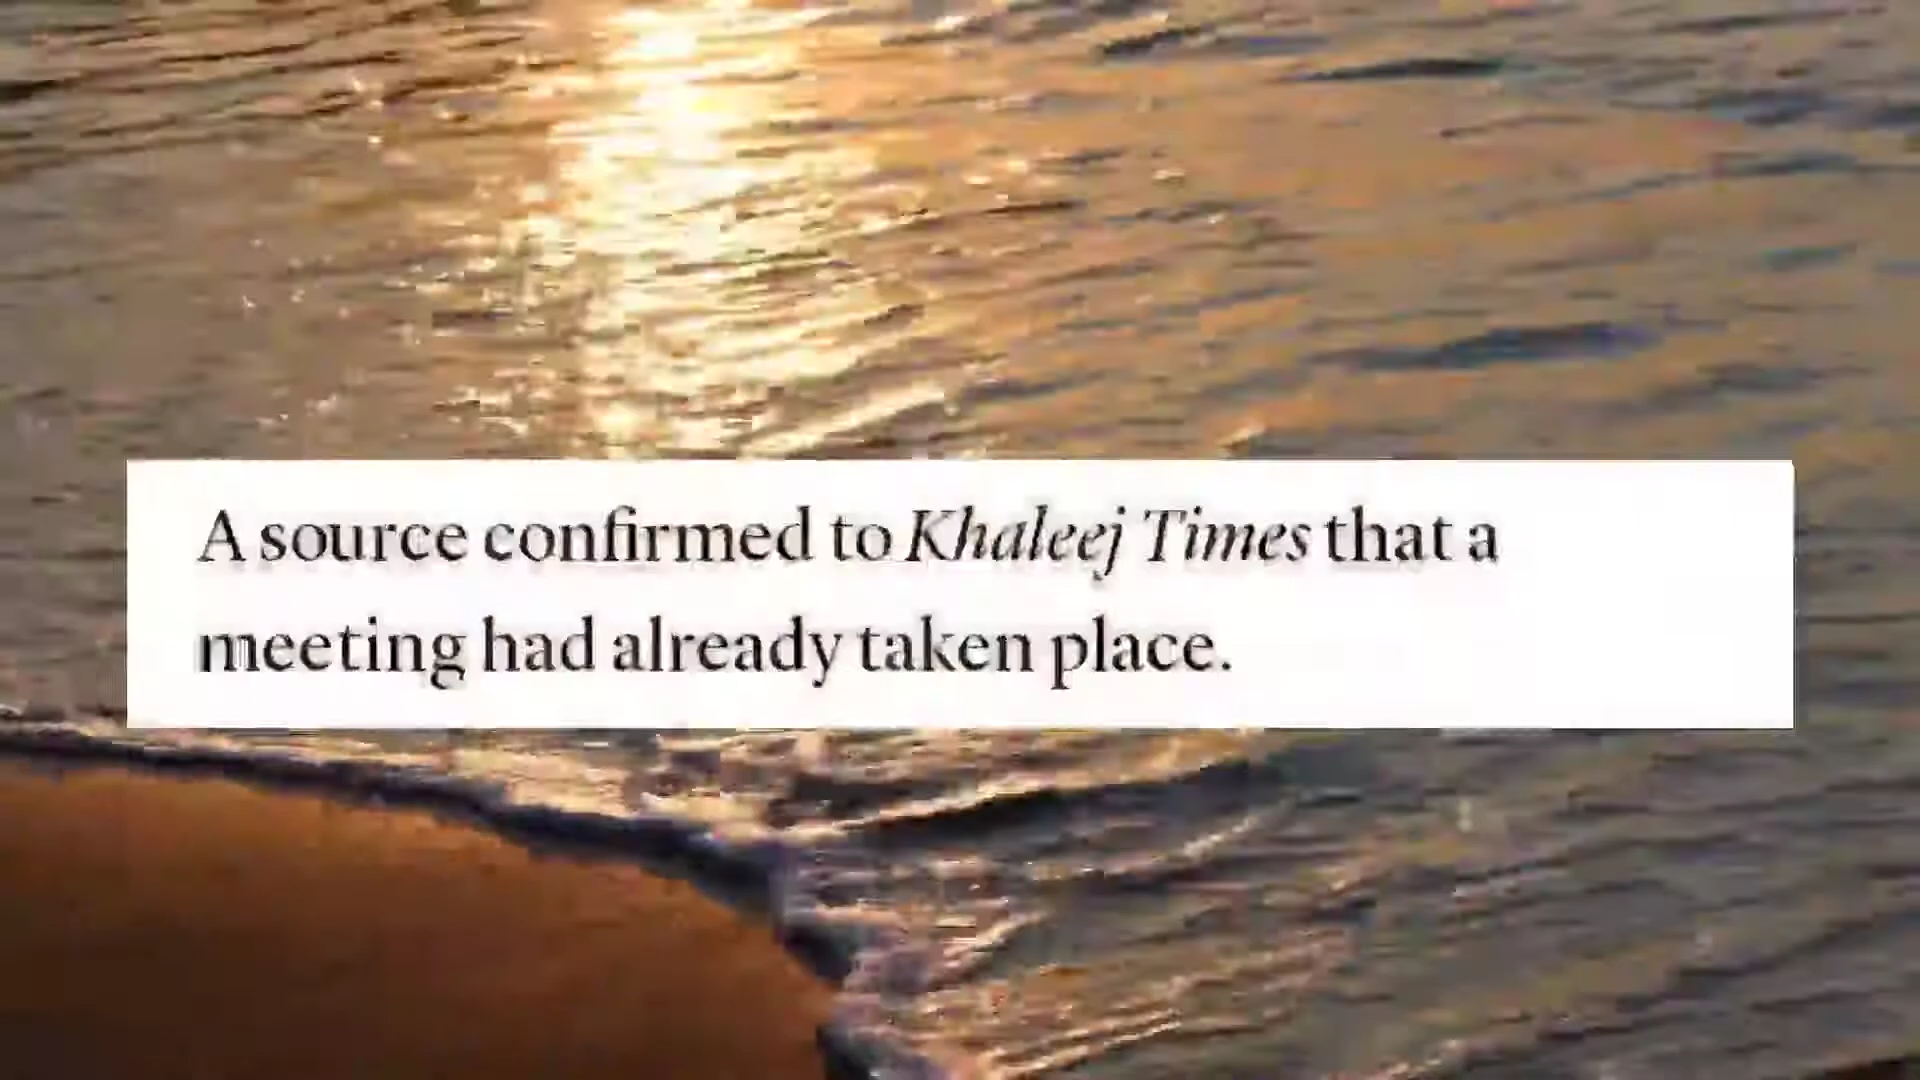 A source confirmed to Khaleej Times that a
meeting had already taken place.